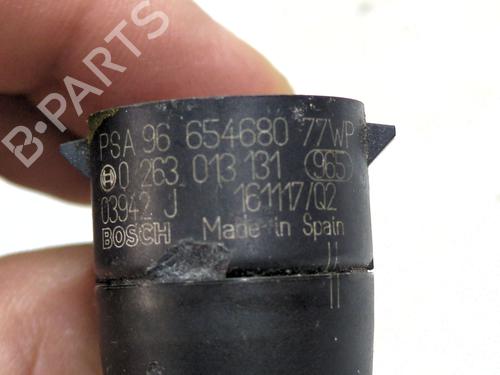 B-PARTS
PSA 96 654680 77WP
0 263 013 131 965
03942 J 161117/Q2
BOSCH Made in Spain